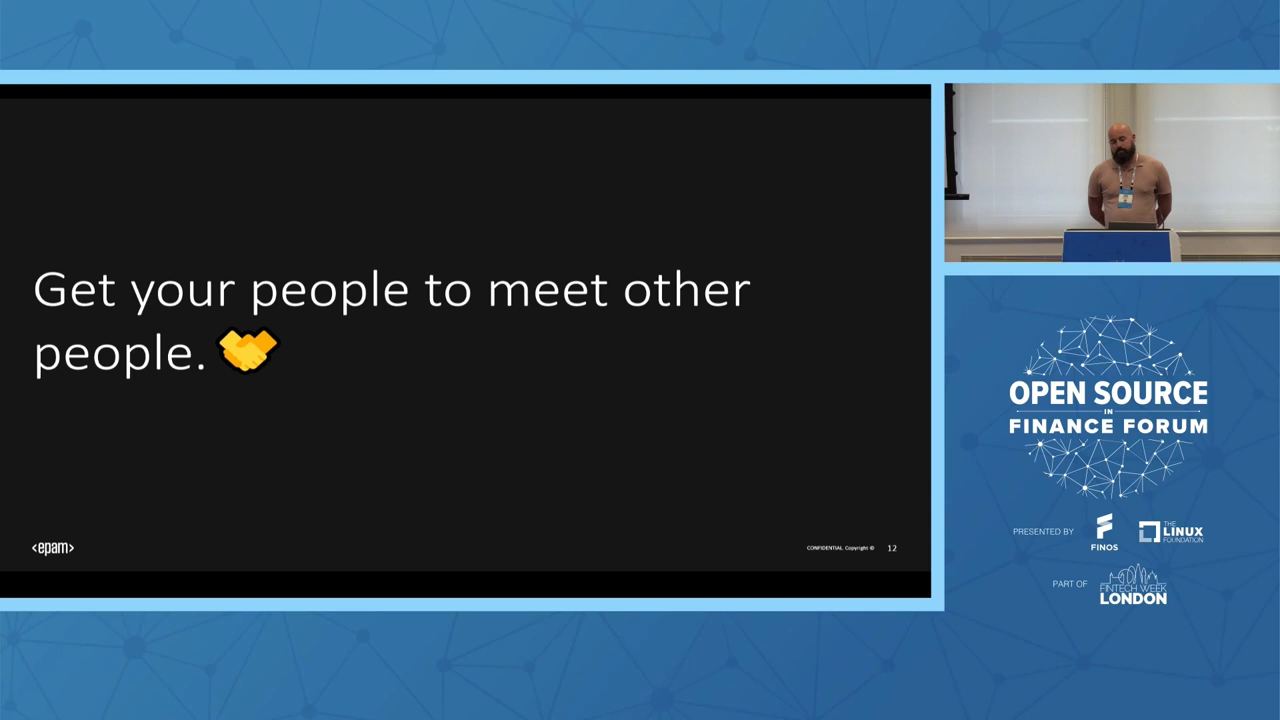 Get your people to meet other
people.
<epam>
CONFIDENTIAL Copyright ©
12
OPEN SOURCE
IN
FINANCE FORUM
PRESENTED BY
FINOS
THE
LINUX
FOUNDATION
PART OF
FINTECH WEEK
LONDON